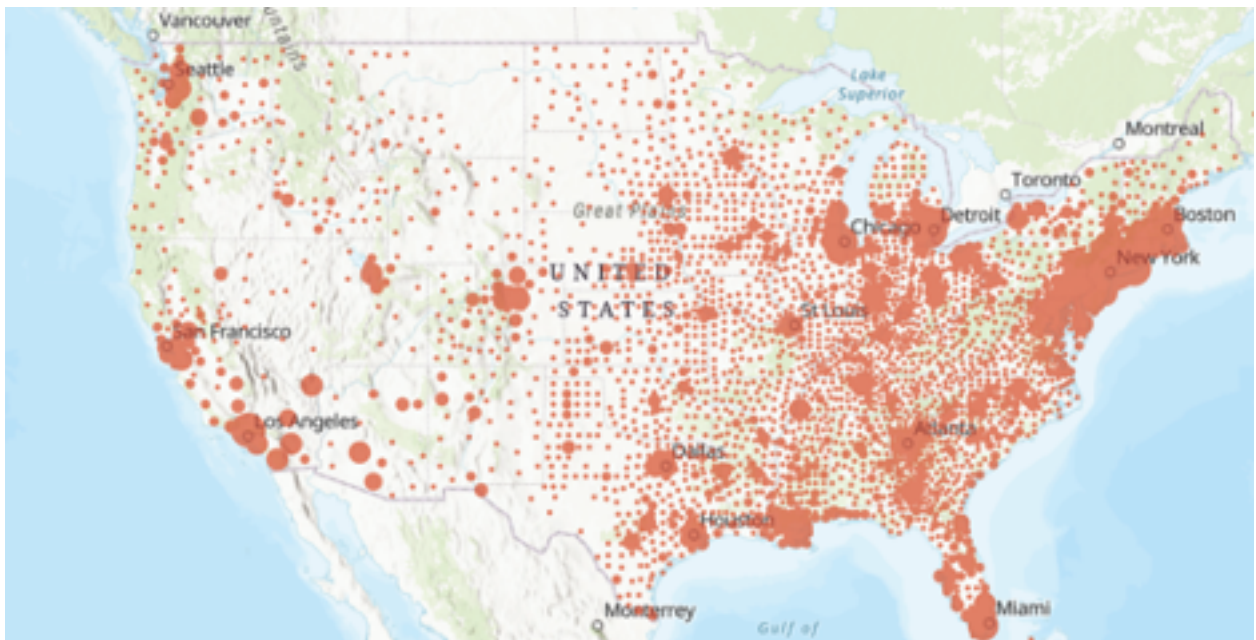 Vancouver
Seattle
Lake
Superior
Montreal
Toronto
Great Plains
Chicago
Detroit
Boston
New York
UNITED
STATES
St Louis
San Francisco
Los Angeles
Atlanta
Dallas
Houston
Monterrey
Miami
Gulf of